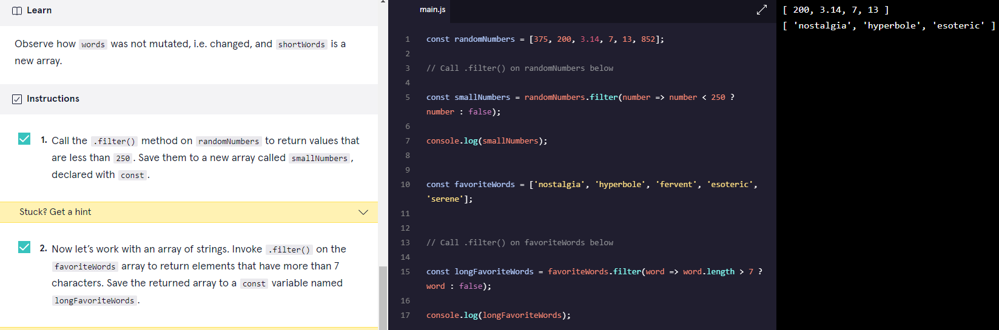 Learn
Observe how words was not mutated, i.e. changed, and shortWords is a
new array.
Instructions
1. Call the .filter() method on randomNumbers to return values that
are less than 250. Save them to a new array called smallNumbers,
declared with const.
Stuck? Get a hint
2. Now let’s work with an array of strings. Invoke .filter() on the
favoriteWords array to return elements that have more than 7
characters. Save the returned array to a const variable named
longFavoriteWords.
main.js
1 const randomNumbers = [375, 200, 3.14, 7, 13, 852];
2
3 // Call .filter() on randomNumbers below
4
5 const smallNumbers = randomNumbers.filter(number => number < 250 ?
number : false);
6
7 console.log(smallNumbers);
8
9
10 const favoriteWords = ['nostalgia', 'hyperbole', 'fervent', 'esoteric',
'serene'];
11
12
13 // Call .filter() on favoriteWords below
14
15 const longFavoriteWords = favoriteWords.filter(word => word.length > 7 ?
word : false);
16
17 console.log(longFavoriteWords);
[ 200, 3.14, 7, 13 ]
[ 'nostalgia', 'hyperbole', 'esoteric' ]